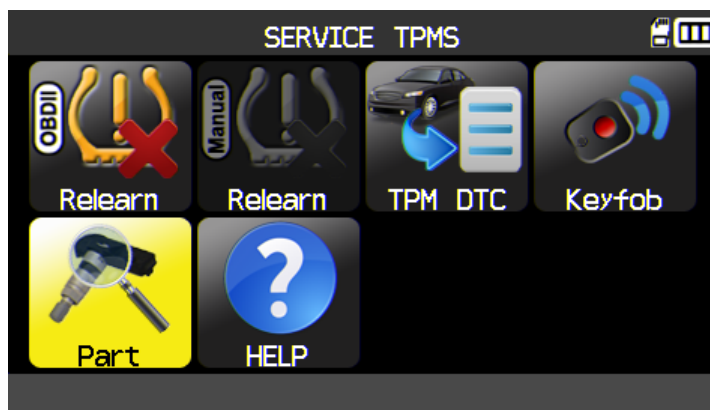 SERVICE TPMS
OBDII
Relearn
Manual
Relearn
TPM DTC
Keyfob
Part
?
HELP